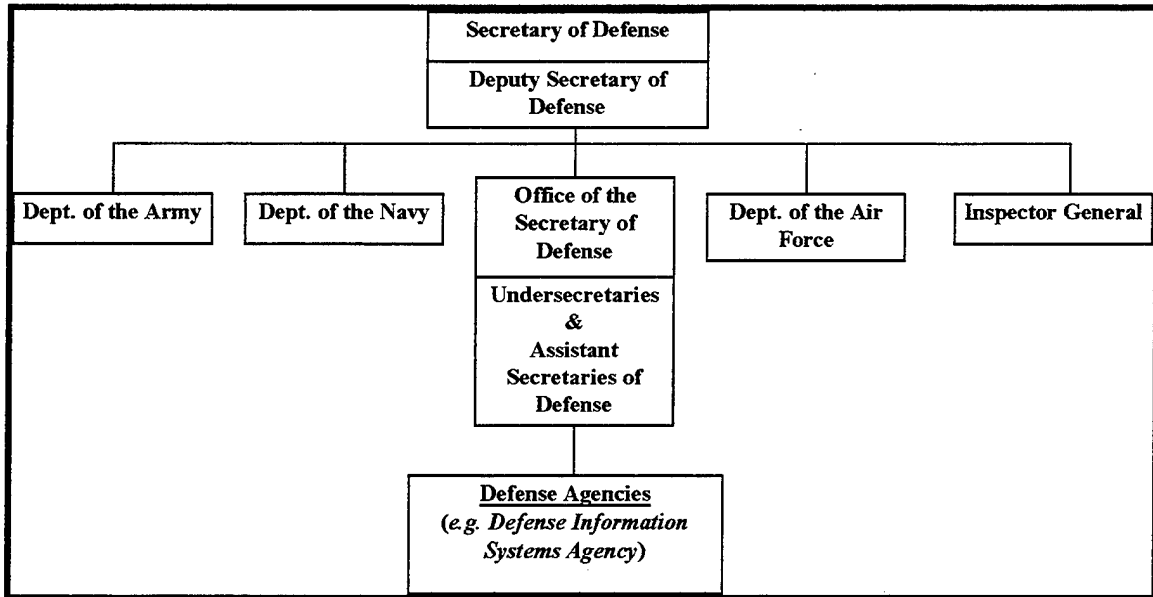 Secretary of Defense
Deputy Secretary of
Defense
Dept. of the Army
Dept. of the Navy
Office of the
Secretary of
Defense
Undersecretaries
&
Assistant
Secretaries of
Defense
Dept. of the Air
Force
Inspector General
Defense Agencies
(e.g. Defense Information
Systems Agency)